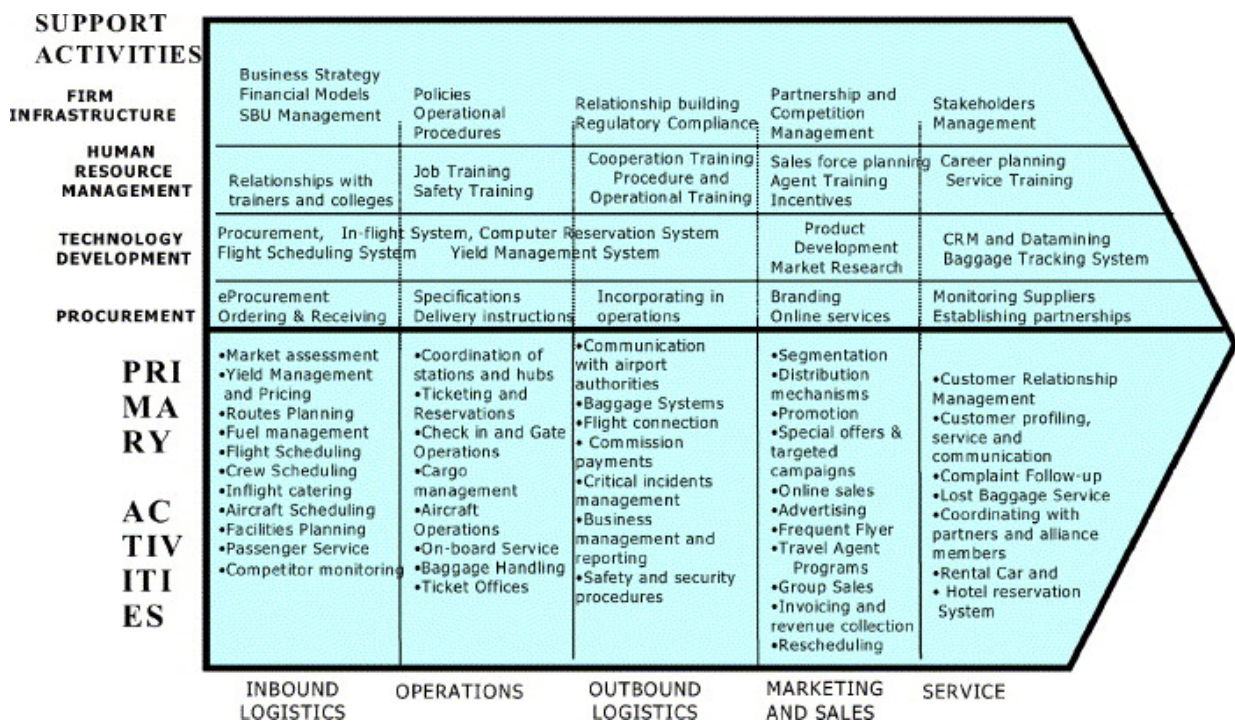 SUPPORT
ACTIVITIES
FIRM
INFRASTRUCTURE
Business Strategy
Financial Models
SBU Management
Policies
Operational
Procedures
Relationship building
Regulatory Compliance
Partnership and
Competition
Management
Stakeholders
Management
HUMAN
RESOURCE
MANAGEMENT
Relationships with
trainers and colleges
Job Training
Safety Training
Cooperation Training
Procedure and
Operational Training
Sales force planning
Agent Training
Incentives
Career planning
Service Training
TECHNOLOGY
DEVELOPMENT
Procurement, In-flight System, Computer Reservation System
Flight Scheduling System Yield Management System
Product
Development
Market Research
CRM and Datamining
Baggage Tracking System
PROCUREMENT
eProcurement
Ordering & Receiving
Specifications
Delivery instructions
Incorporating in
operations
Branding
Online services
Monitoring Suppliers
Establishing partnerships
PRI
MA
RY
AC
TIV
ITI
ES
•Market assessment
•Yield Management
and Pricing
•Routes Planning
•Fuel management
•Flight Scheduling
•Crew Scheduling
•Inflight catering
•Aircraft Scheduling
•Facilities Planning
•Passenger Service
•Competitor monitoring
•Coordination of
stations and hubs
•Ticketing and
Reservations
•Check in and Gate
Operations
•Cargo
management
•Aircraft
Operations
•On-board Service
•Baggage Handling
•Ticket Offices
•Communication
with airport
authorities
•Baggage Systems
•Flight connection
• Commission
payments
•Critical incidents
management
•Business
management and
reporting
•Safety and security
procedures
•Segmentation
•Distribution
mechanisms
•Promotion
•Special offers &
targeted
campaigns
•Online sales
•Advertising
•Frequent Flyer
•Travel Agent
Programs
•Group Sales
•Invoicing and
revenue collection
•Rescheduling
•Customer Relationship
Management
•Customer profiling,
service and
communication
•Complaint Follow-up
•Lost Baggage Service
•Coordinating with
partners and alliance
members
•Rental Car and
• Hotel reservation
System
INBOUND
LOGISTICS
OPERATIONS
OUTBOUND
LOGISTICS
MARKETING
AND SALES
SERVICE